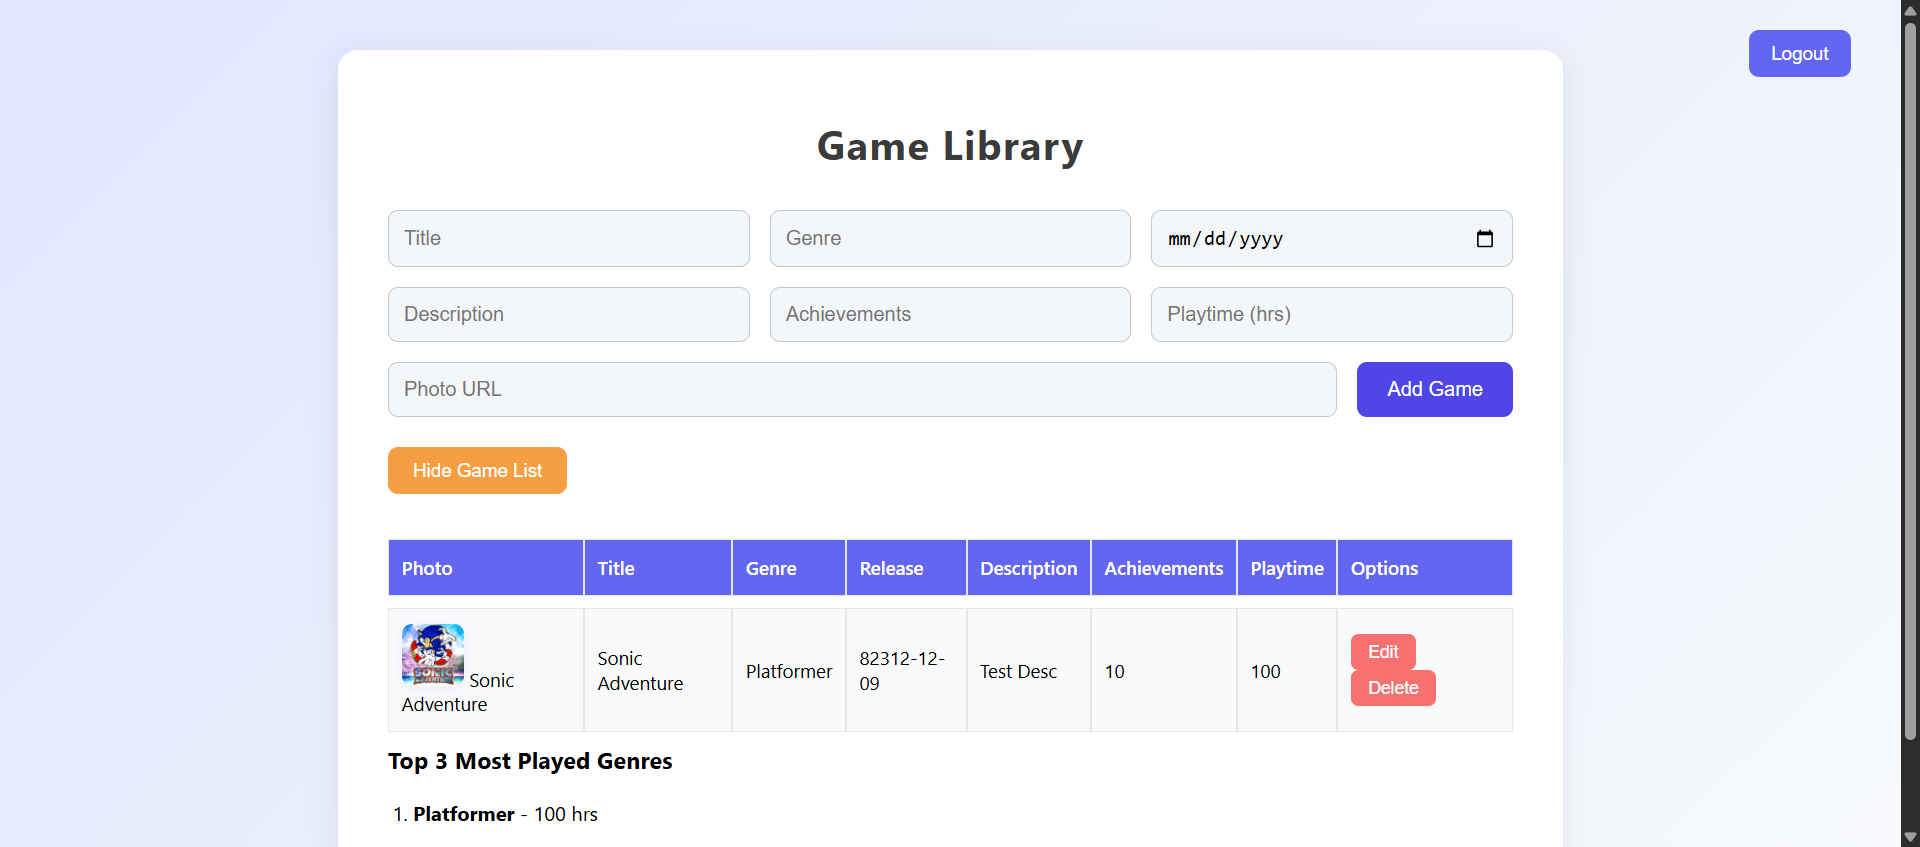 Logout
Game Library
Title
Genre
mm/dd/yyyy
Description
Achievements
Playtime (hrs)
Photo URL
Add Game
Hide Game List
Photo
Title
Genre
Release
Description
Achievements
Playtime
Options
SONIC
ADVENTURE
Sonic
Adventure
Sonic
Adventure
Platformer
82312-12-
09
Test Desc
10
100
Edit
Delete
Top 3 Most Played Genres
1. Platformer - 100 hrs